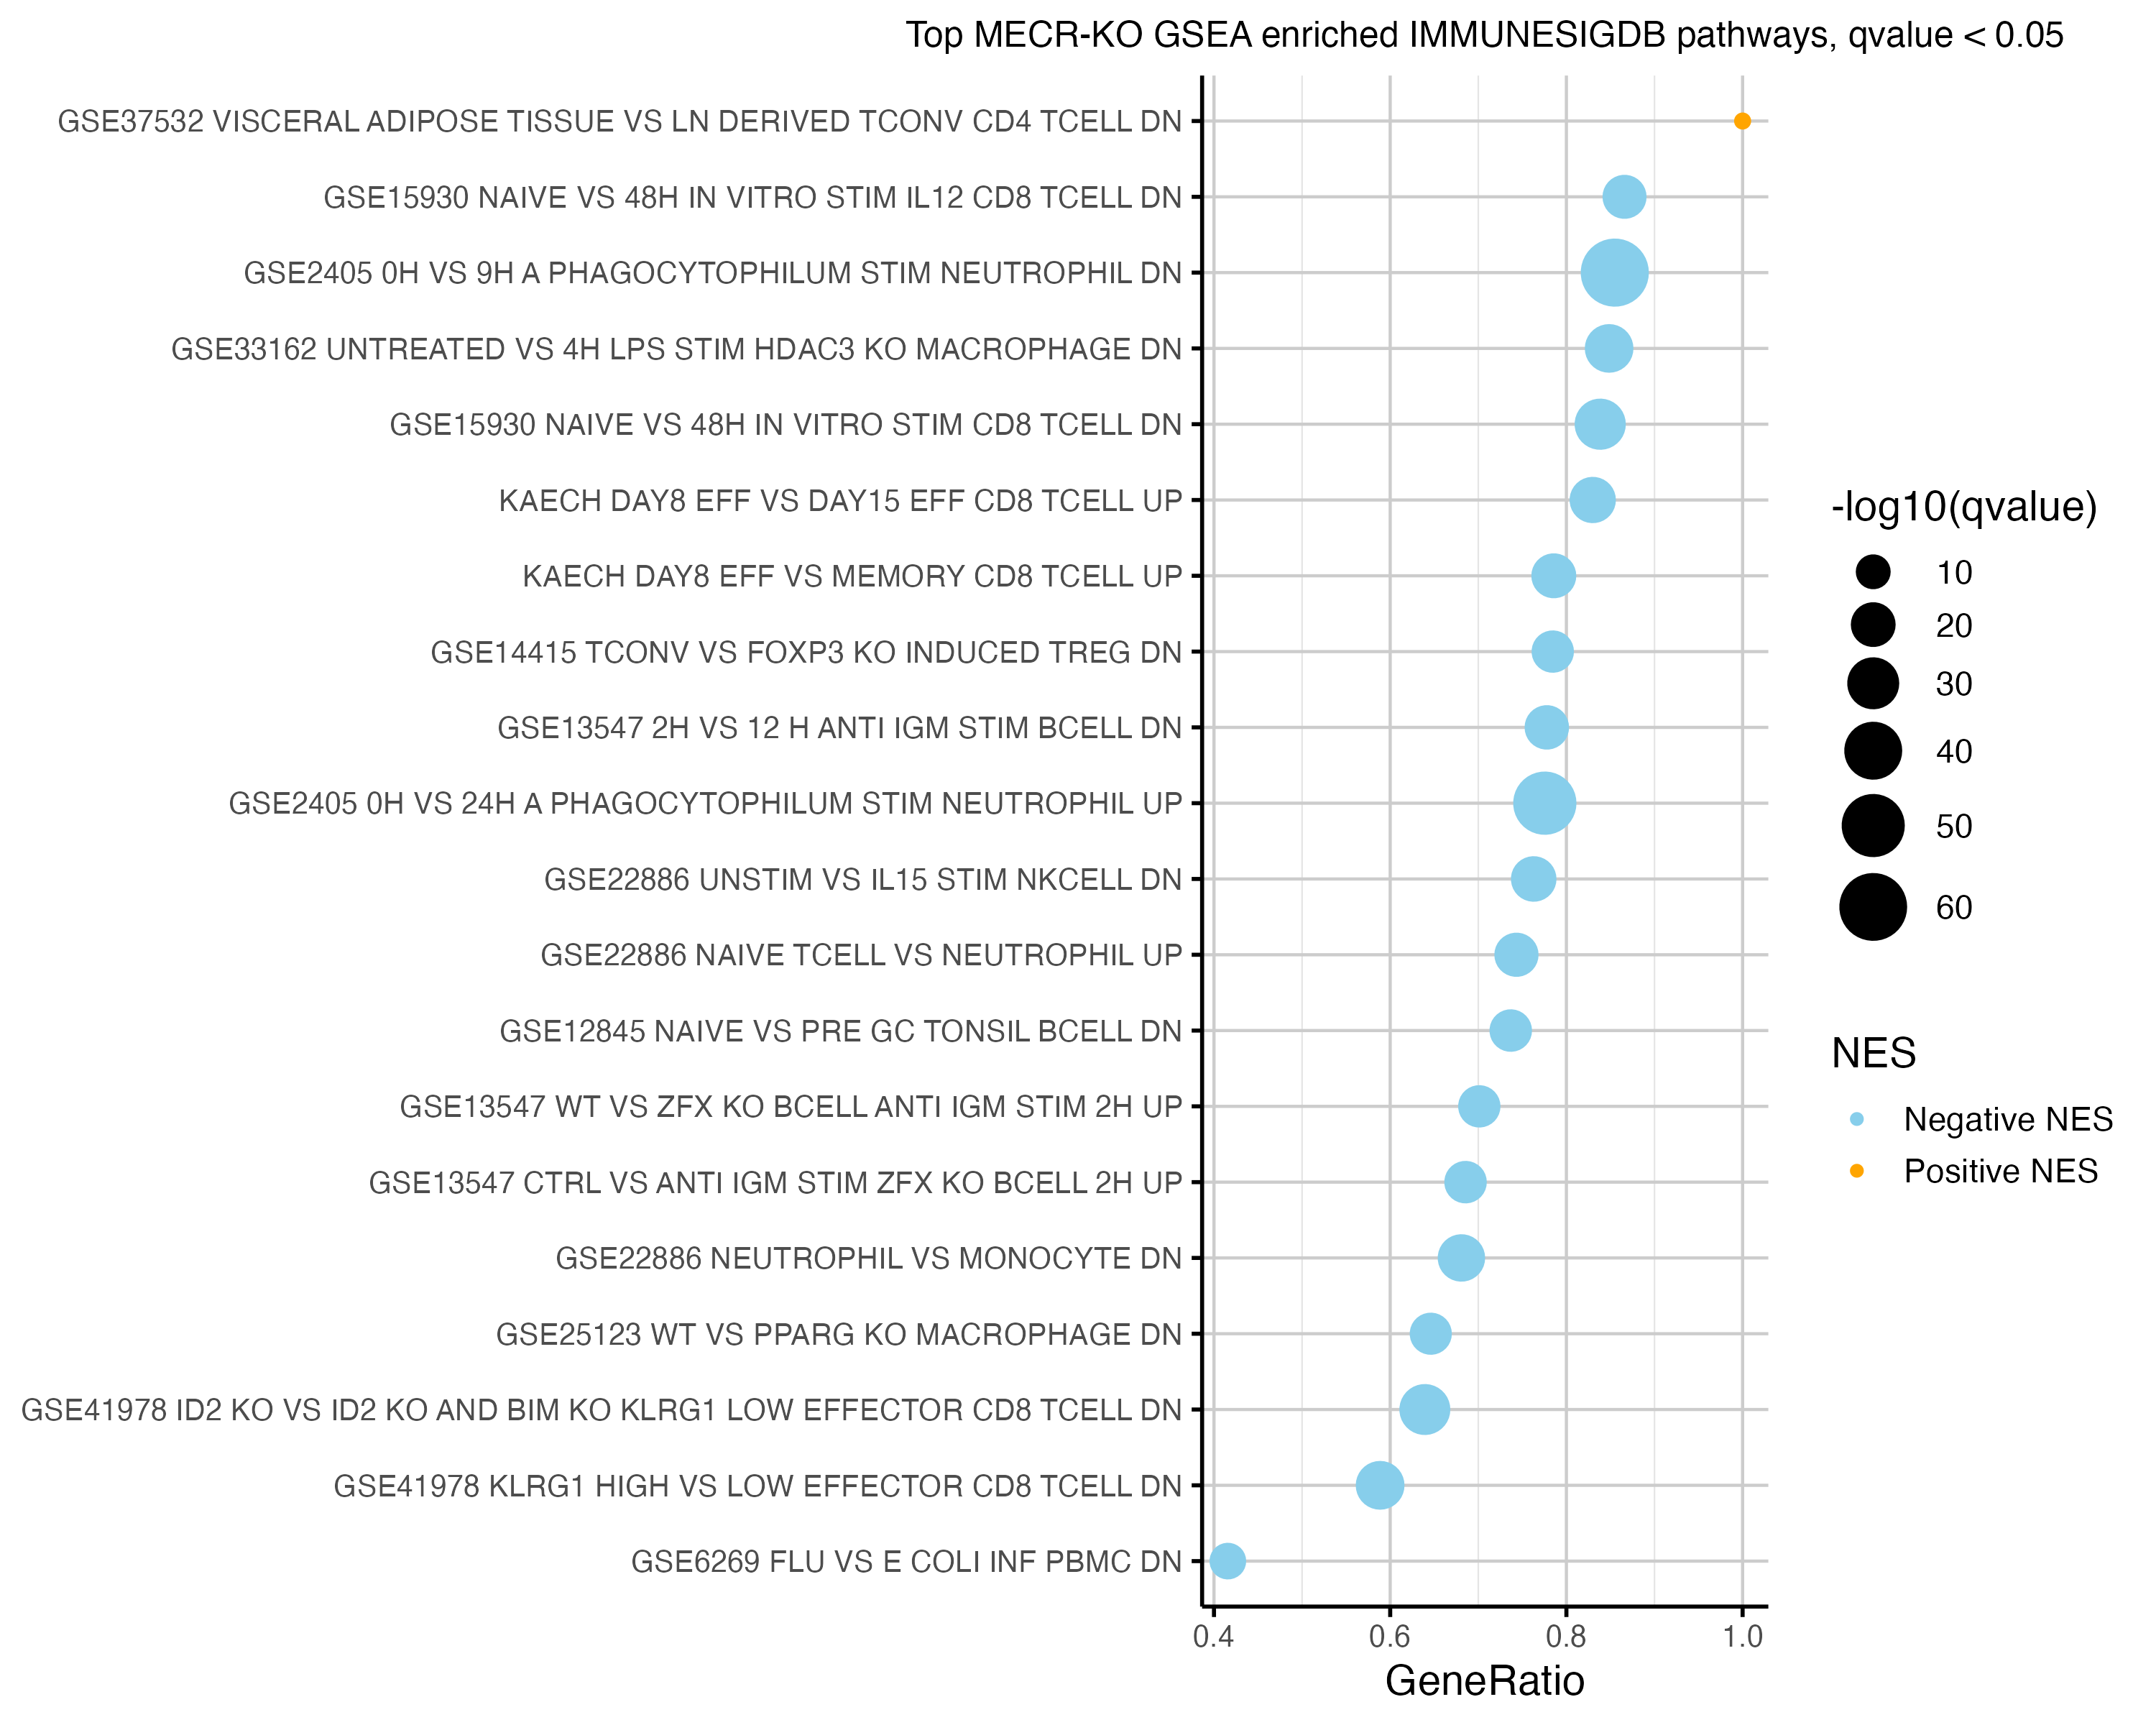 Top MECR-KO GSEA enriched IMMUNESIGDB pathways, qvalue < 0.05
GSE37532 VISCERAL ADIPOSE TISSUE VS LN DERIVED TCONV CD4 TCELL DN
GSE15930 NAIVE VS 48H IN VITRO STIM IL12 CD8 TCELL DN
GSE2405 0H VS 9H A PHAGOCYTOPHILUM STIM NEUTROPHIL DN
GSE33162 UNTREATED VS 4H LPS STIM HDAC3 KO MACROPHAGE DN
GSE15930 NAIVE VS 48H IN VITRO STIM CD8 TCELL DN
KAECH DAY8 EFF VS DAY15 EFF CD8 TCELL UP
KAECH DAY8 EFF VS MEMORY CD8 TCELL UP
GSE14415 TCONV VS FOXP3 KO INDUCED TREG DN
GSE13547 2H VS 12 H ANTI IGM STIM BCELL DN
GSE2405 0H VS 24H A PHAGOCYTOPHILUM STIM NEUTROPHIL UP
GSE22886 UNSTIM VS IL15 STIM NKCELL DN
GSE22886 NAIVE TCELL VS NEUTROPHIL UP
GSE12845 NAIVE VS PRE GC TONSIL BCELL DN
GSE13547 WT VS ZFX KO BCELL ANTI IGM STIM 2H UP
GSE13547 CTRL VS ANTI IGM STIM ZFX KO BCELL 2H UP
GSE22886 NEUTROPHIL VS MONOCYTE DN
GSE25123 WT VS PPARG KO MACROPHAGE DN
GSE41978 ID2 KO VS ID2 KO AND BIM KO KLRG1 LOW EFFECTOR CD8 TCELL DN
GSE41978 KLRG1 HIGH VS LOW EFFECTOR CD8 TCELL DN
GSE6269 FLU VS E COLI INF PBMC DN
0.4 0.6 0.8 1.0
GeneRatio
-log10(qvalue)
10
20
30
40
50
60
NES
Negative NES
Positive NES